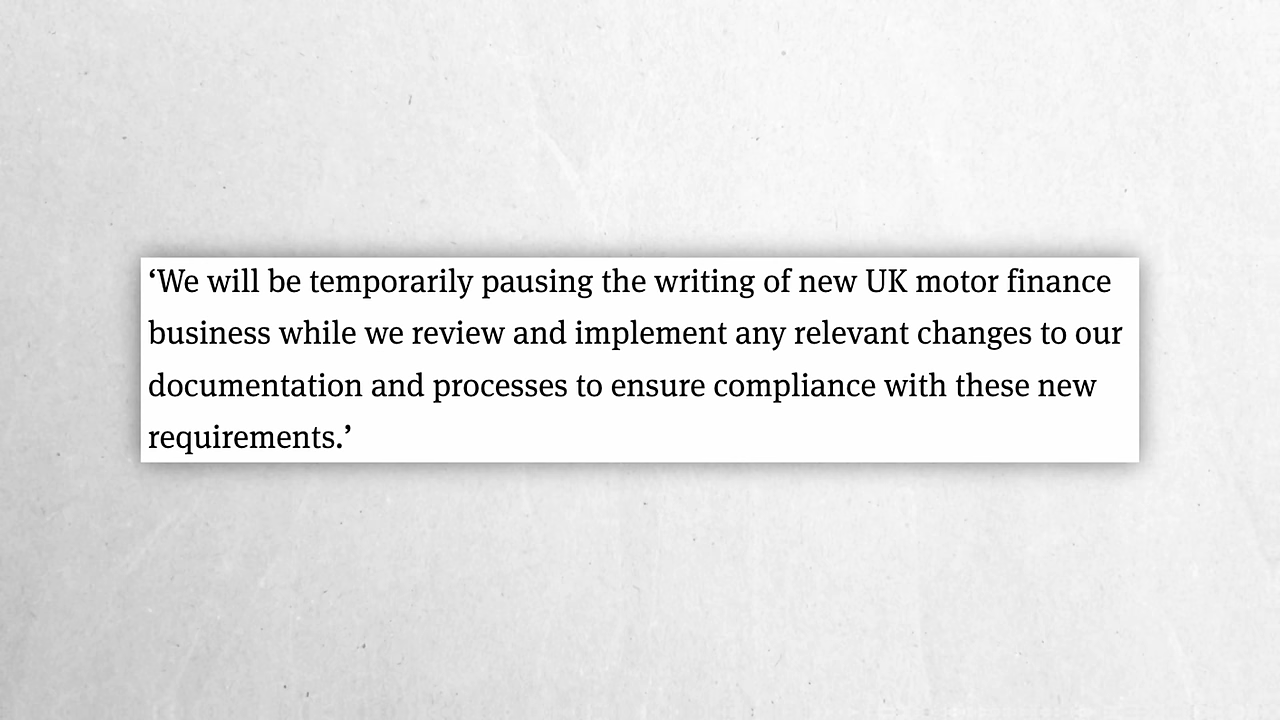 ‘We will be temporarily pausing the writing of new UK motor finance
business while we review and implement any relevant changes to our
documentation and processes to ensure compliance with these new
requirements.’